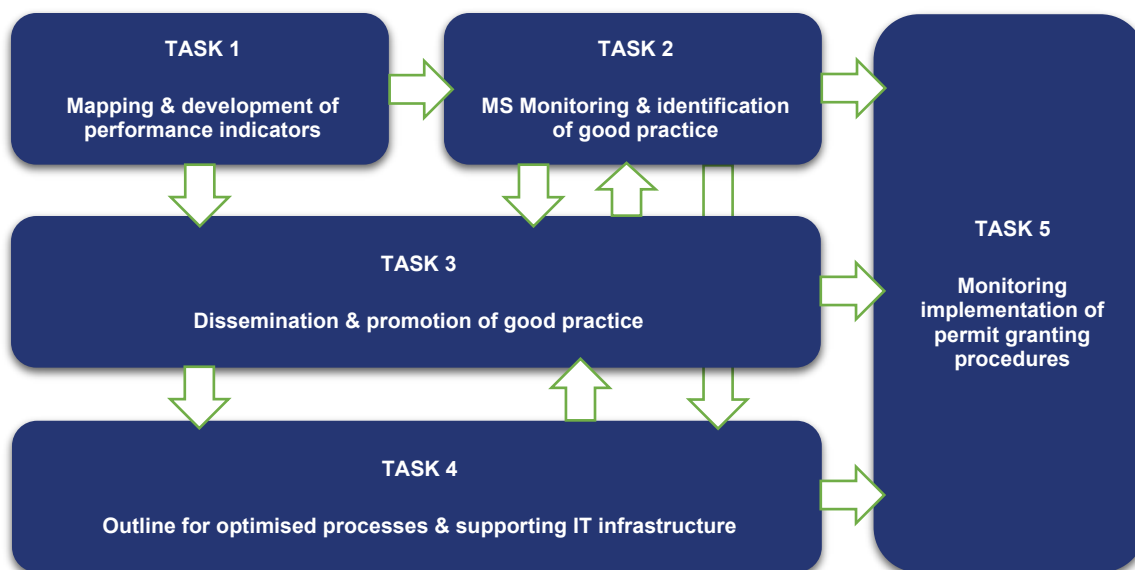 TASK 1
Mapping & development of
performance indicators
TASK 2
MS Monitoring & identification
of good practice
TASK 3
Dissemination & promotion of good practice
TASK 4
Outline for optimised processes & supporting IT infrastructure
TASK 5
Monitoring
implementation of
permit granting
procedures